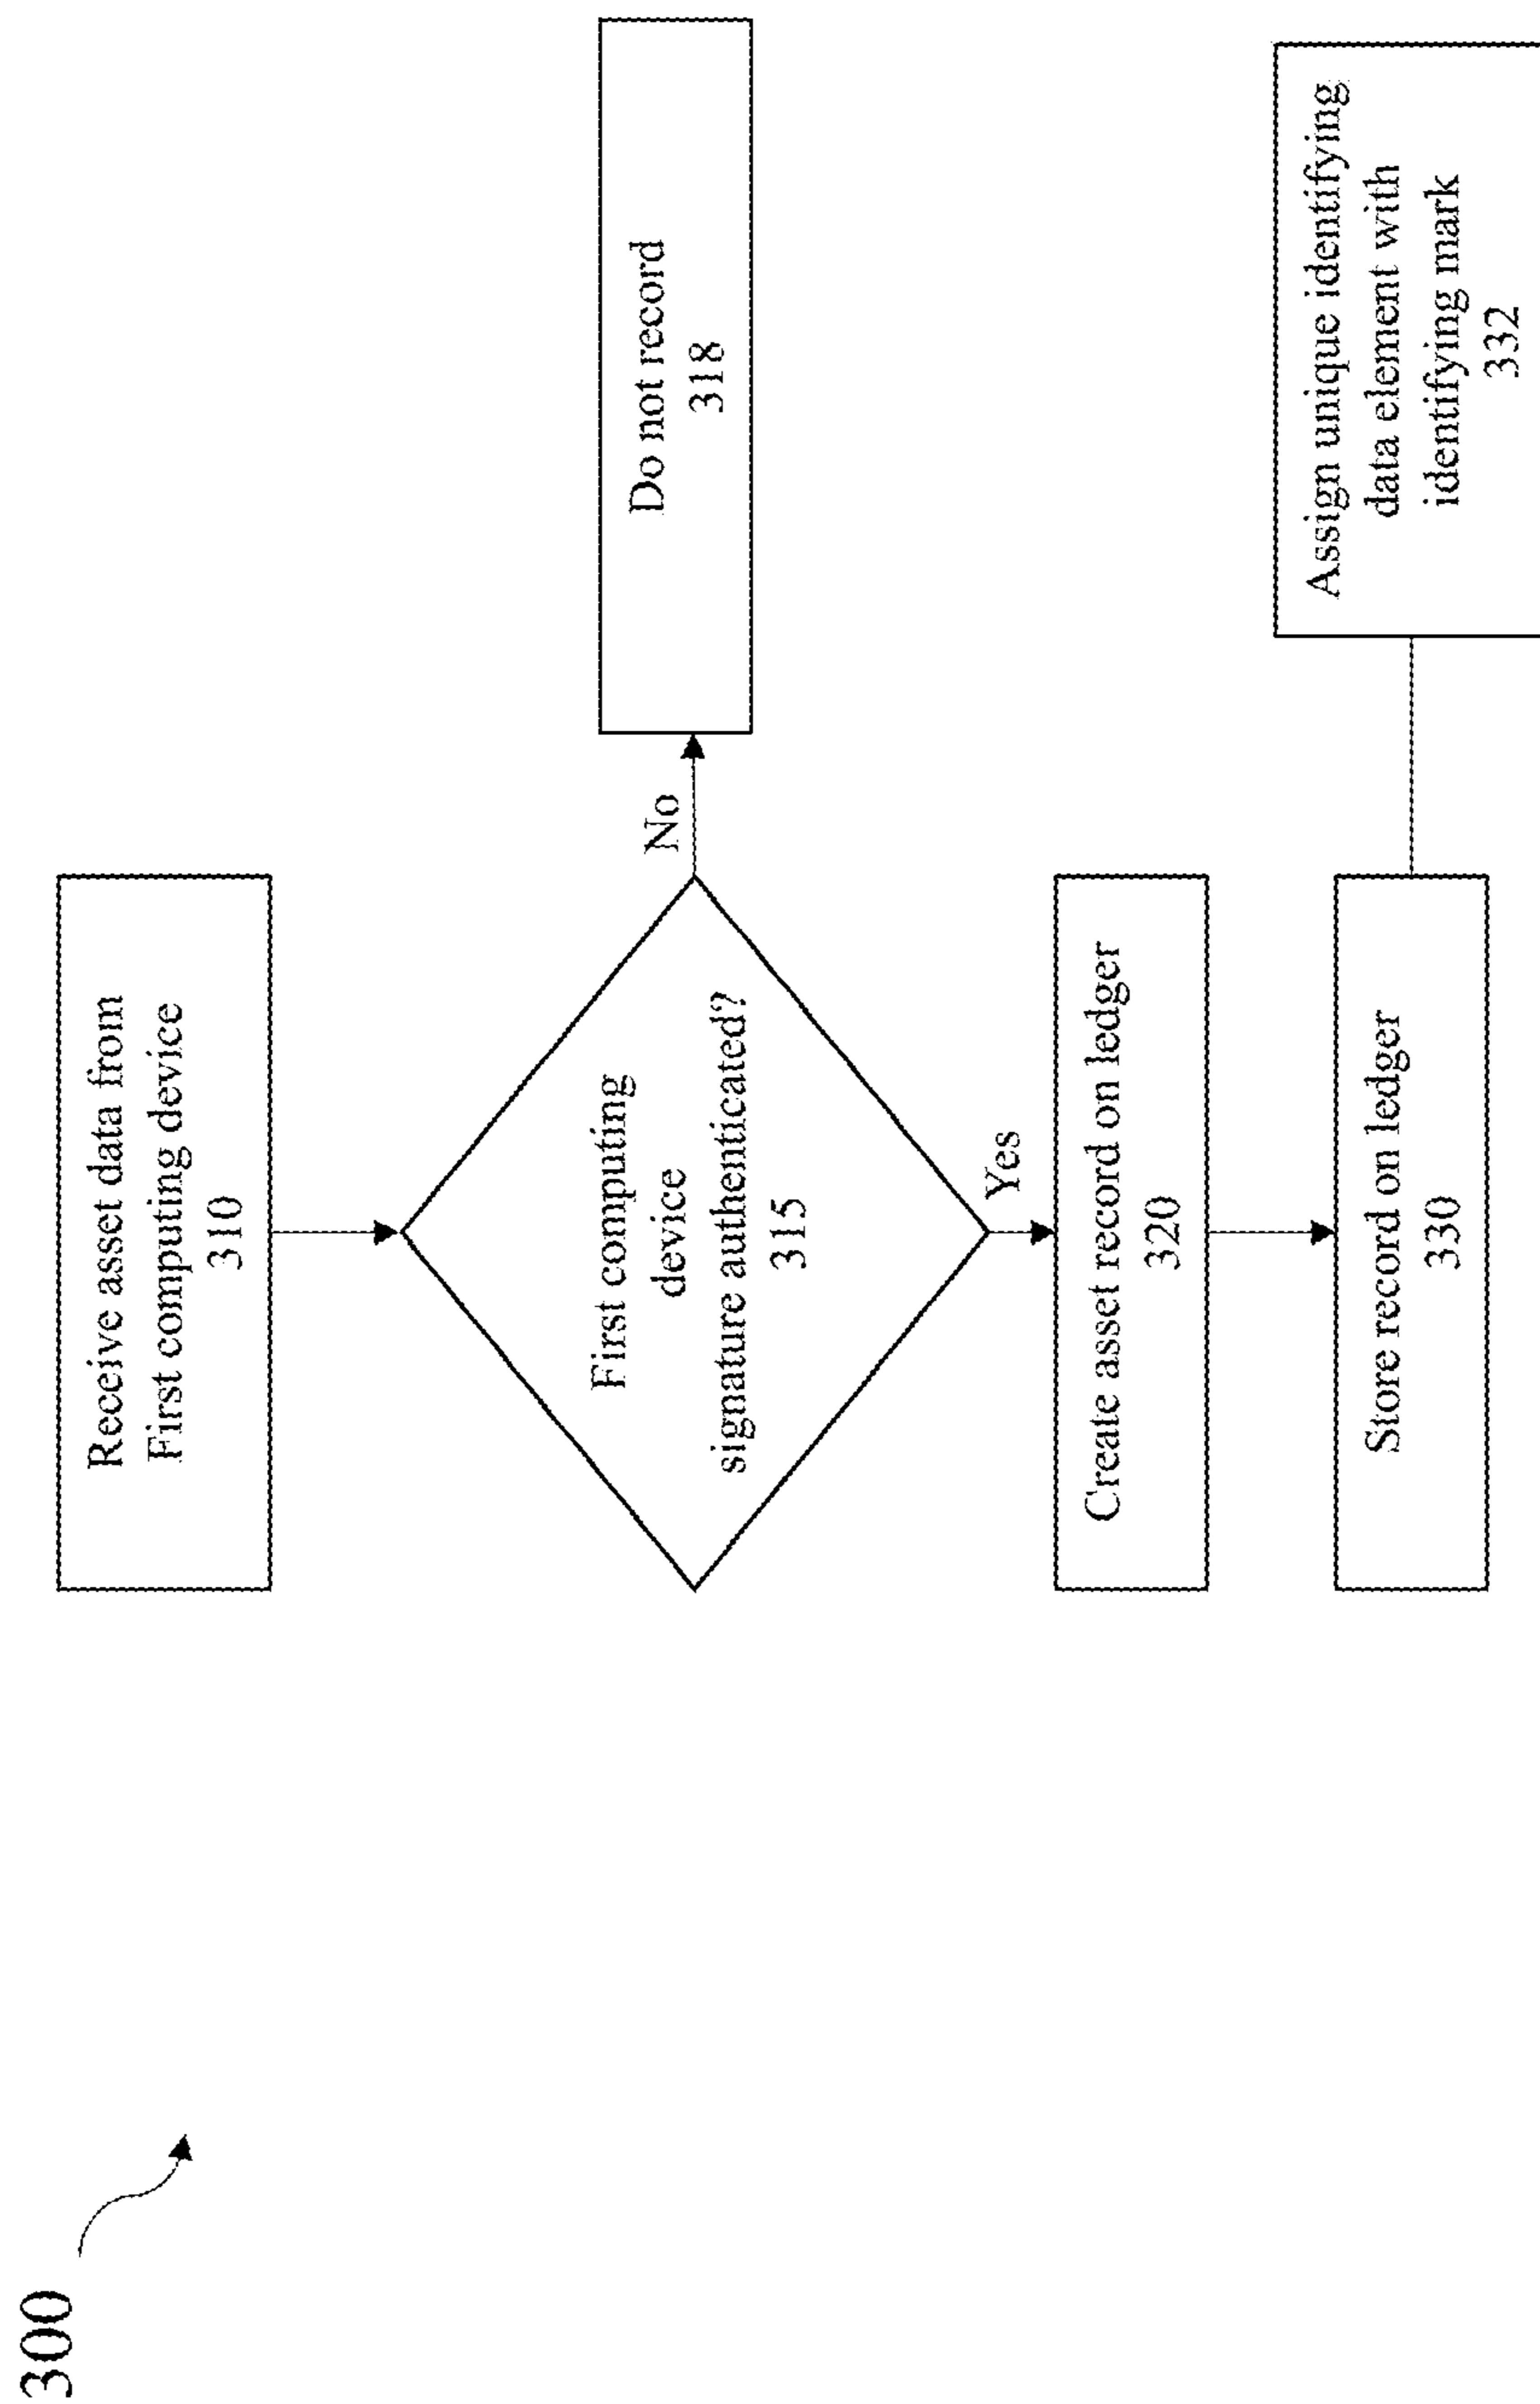 300
Receive asset data from
First computing device
310
First computing
device
signature authenticated?
315
No
Do not record
318
Yes
Create asset record on ledger
320
Store record on ledger
330
Assign unique identifying
data element with
identifying mark
332